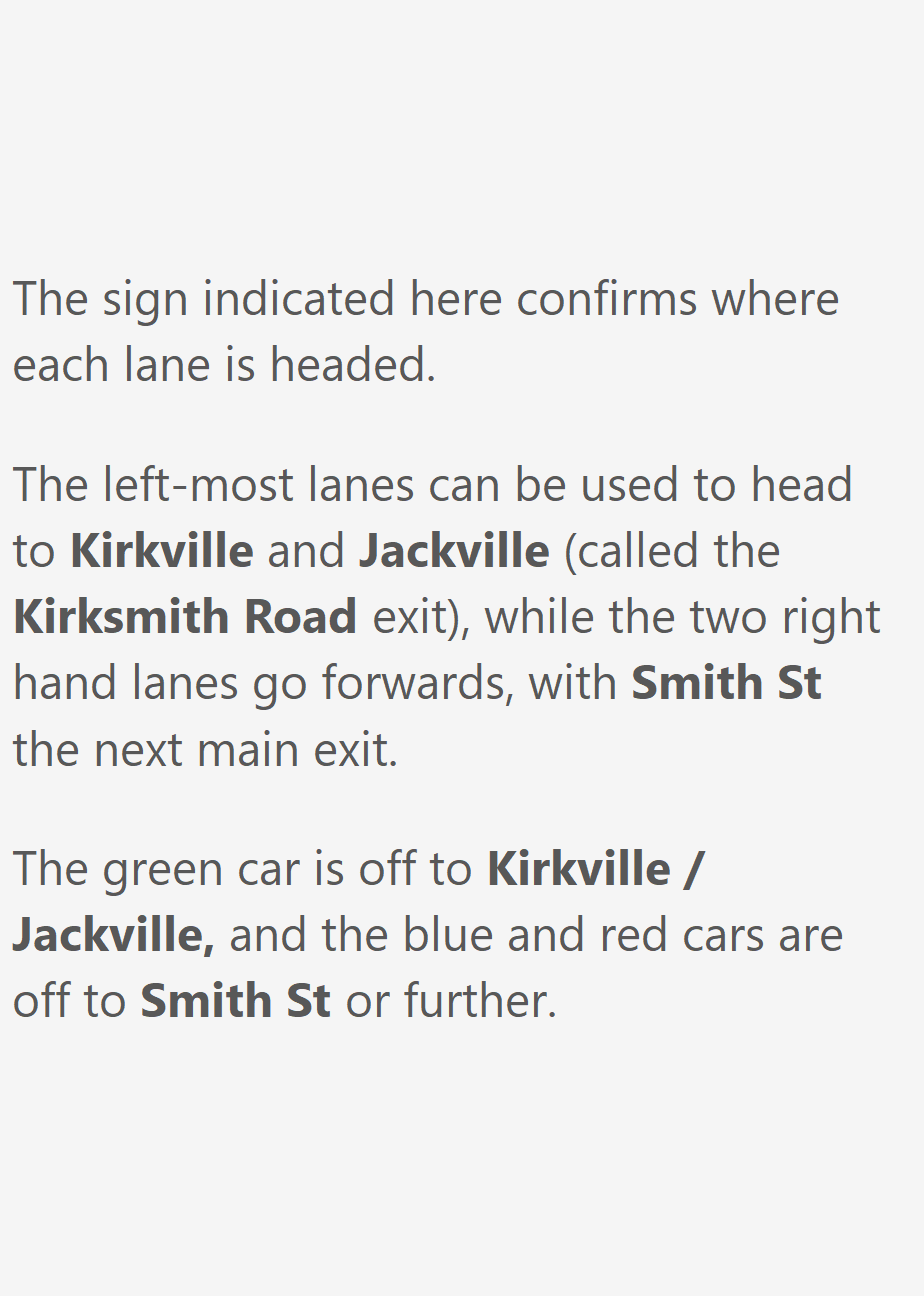 The sign indicated here confirms where
each lane is headed.
The left-most lanes can be used to head
to Kirkville and Jackville (called the
Kirksmith Road exit), while the two right
hand lanes go forwards, with Smith St
the next main exit.
The green car is off to Kirkville /
Jackville, and the blue and red cars are
off to Smith St or further.